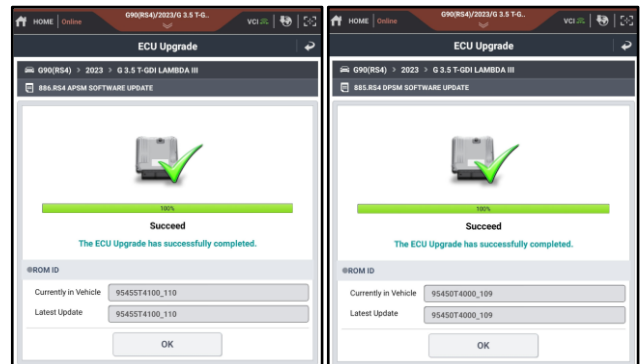 HOME Online G90(RS4)/2023/G 3.5 T-G.. VCI
ECU Upgrade
G90(RS4) > 2023 > G 3.5 T-GDI LAMBDA III
886.RS4 APSM SOFTWARE UPDATE
100%
Succeed
The ECU Upgrade has successfully completed.
ROM ID
Currently in Vehicle 95455T4100_110
Latest Update 95455T4100_110
OK
HOME Online G90(RS4)/2023/G 3.5 T-G.. VCI
ECU Upgrade
G90(RS4) > 2023 > G 3.5 T-GDI LAMBDA III
885.RS4 DPSM SOFTWARE UPDATE
100%
Succeed
The ECU Upgrade has successfully completed.
ROM ID
Currently in Vehicle 95450T4000_109
Latest Update 95450T4000_109
OK